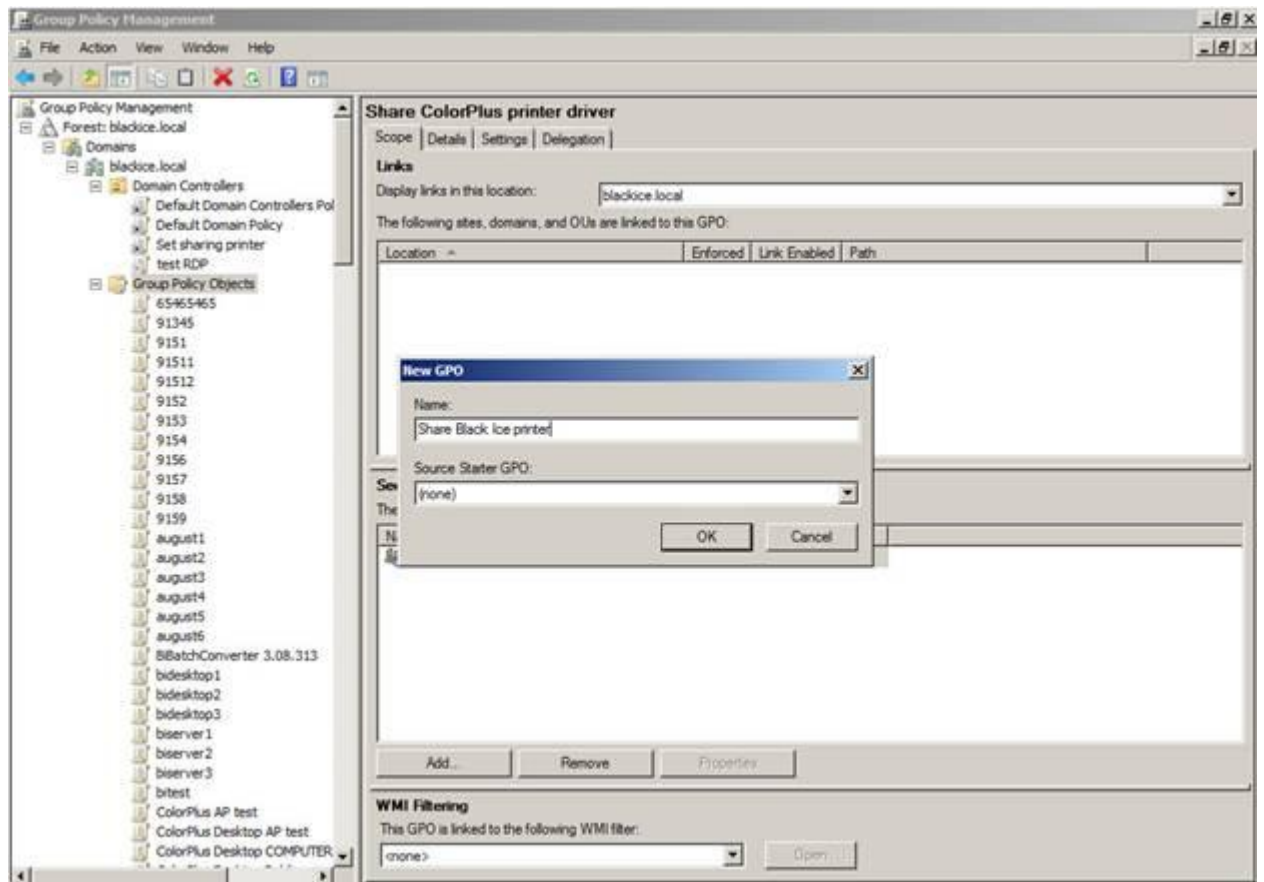 Group Policy Management
File Action View Window Help
Group Policy Management
Forest: blackice.local
Domains
blackice.local
Domain Controllers
Default Domain Controllers Pol
Default Domain Policy
Set sharing printer
test RDP
Group Policy Objects
65465465
91345
9151
91511
91512
9152
9153
9154
9156
9157
9158
9159
august1
august2
august3
august4
august5
august6
BiBatchConverter 3.08.313
bidesktop1
bidesktop2
bidesktop3
biserver1
biserver2
biserver3
bitest
ColorPlus AP test
ColorPlus Desktop AP test
ColorPlus Desktop COMPUTER
Share ColorPlus printer driver
Scope Details Settings Delegation
Links
Display links in this location: blackice.local
The following sites, domains, and OUs are linked to this GPO:
Location Enforced Link Enabled Path
New GPO
Name:
Share Black Ice printer
Source Starter GPO:
(none)
OK Cancel
Add... Remove Properties
WMI Filtering
This GPO is linked to the following WMI filter:
<none> Open